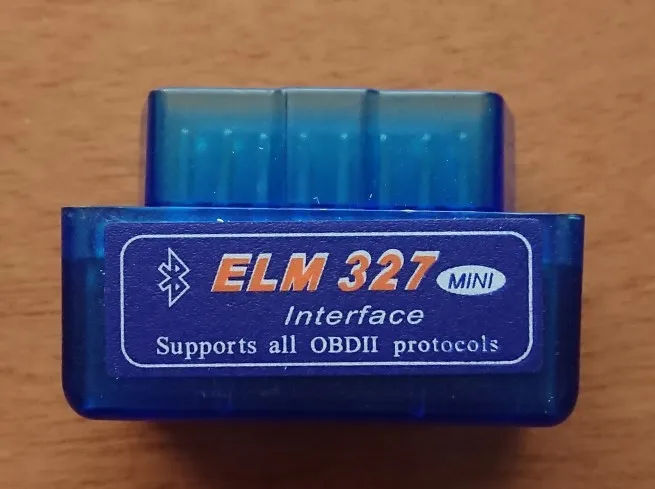 ELM 327 MINI
Interface
Supports all OBDII protocols